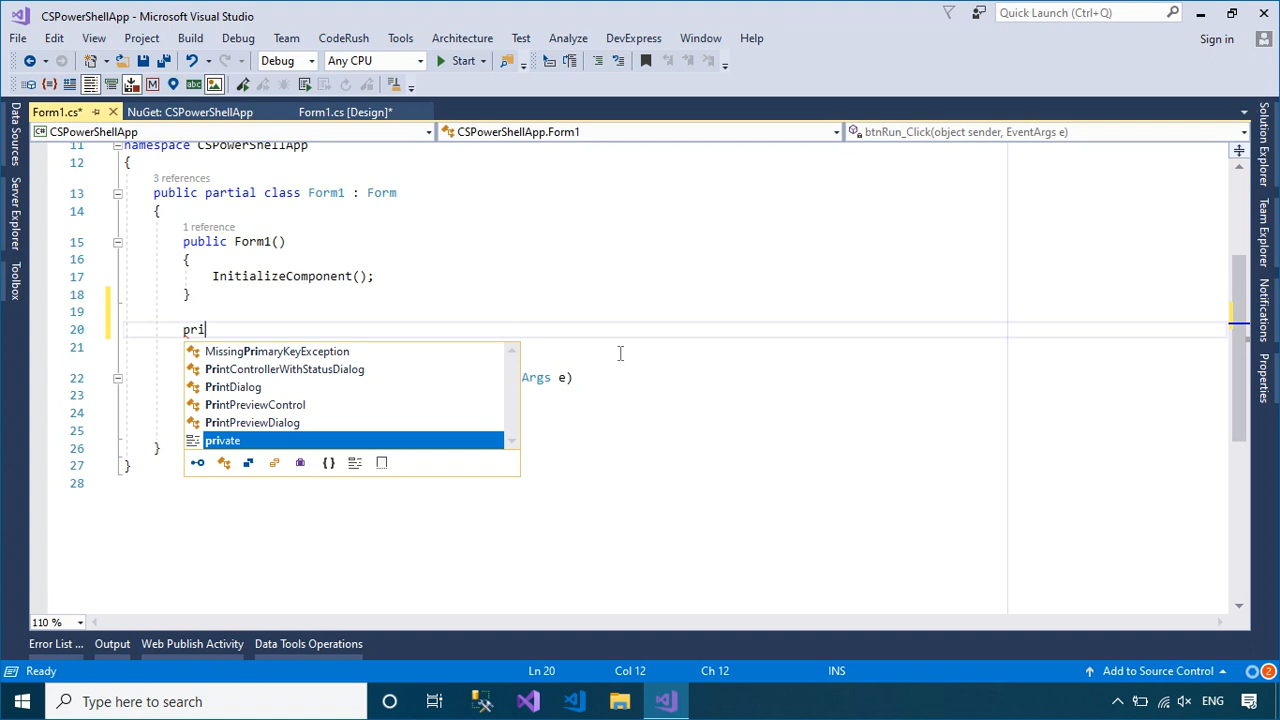 CSPowerShellApp - Microsoft Visual Studio
Quick Launch (Ctrl+Q)
File Edit View Project Build Debug Team CodeRush Tools Architecture Test Analyze DevExpress Window Help
Sign in
Debug Any CPU Start
Form1.cs* NuGet: CSPowerShellApp Form1.cs [Design]*
CSPowerShellApp CSPowerShellApp.Form1 btnRun_Click(object sender, EventArgs e)
Data Sources
Server Explorer
Toolbox
11 namespace CSPowerShellApp
12 {
3 references
13 public partial class Form1 : Form
14 {
1 reference
15 public Form1()
16 {
17 InitializeComponent();
18 }
19
20 pri
21
MissingPrimaryKeyException
PrintControllerWithStatusDialog
22 Args e)
PrintDialog
23
PrintPreviewControl
24
PrintPreviewDialog
25
private
26 }
27 }
28
Solution Explorer
Team Explorer
Notifications
Properties
110 %
Error List ... Output Web Publish Activity Data Tools Operations
Ready Ln 20 Col 12 Ch 12 INS Add to Source Control 2
Type here to search ENG